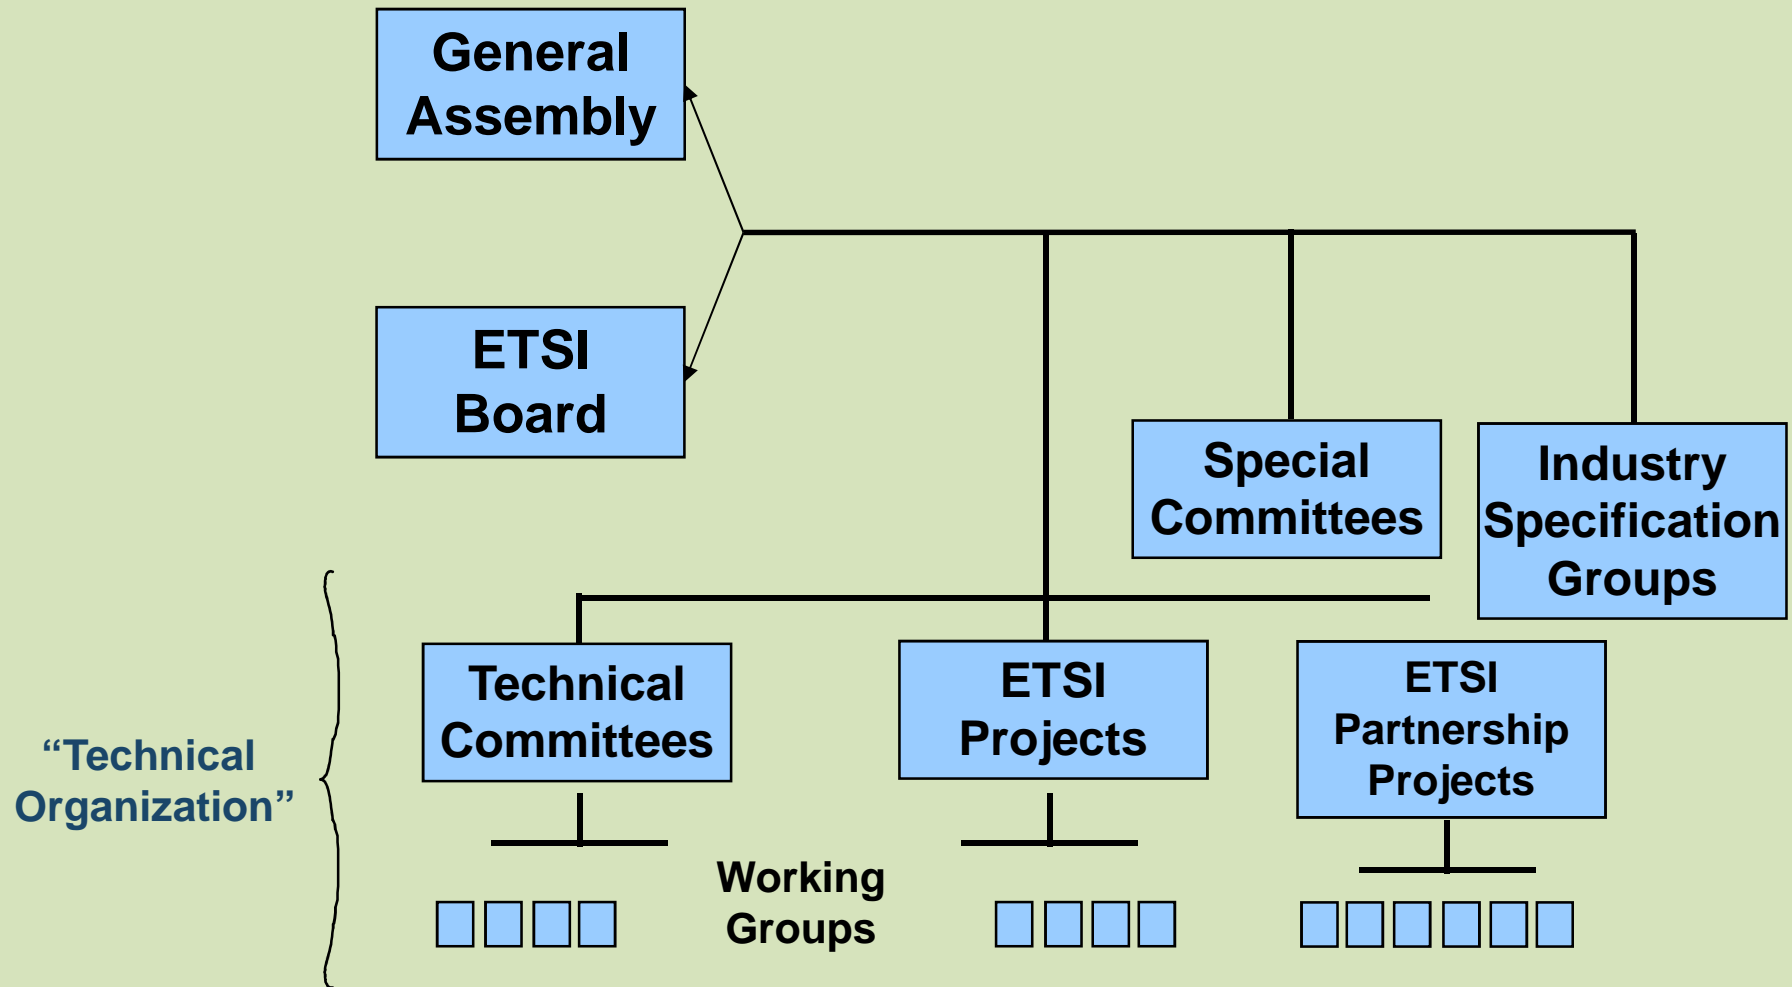 General
Assembly
ETSI
Board
Special
Committees
Industry
Specification
Groups
“Technical
Organization”
Technical
Committees
ETSI
Projects
ETSI
Partnership
Projects
Working
Groups